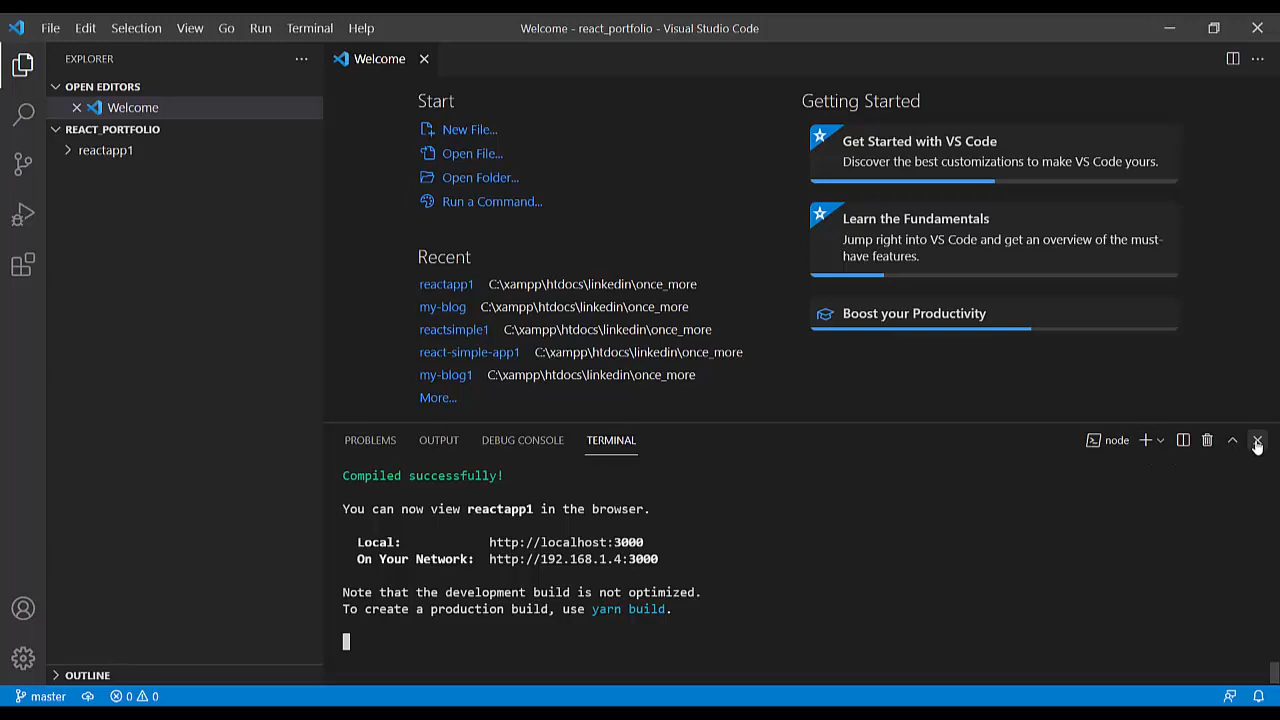 File Edit Selection View Go Run Terminal Help
Welcome - react_portfolio - Visual Studio Code
EXPLORER
OPEN EDITORS
Welcome
REACT_PORTFOLIO
reactapp1
OUTLINE
Welcome
Start
New File...
Open File...
Open Folder...
Run a Command...
Recent
reactapp1 C:\xampp\htdocs\linkedin\once_more
my-blog C:\xampp\htdocs\linkedin\once_more
reactsimple1 C:\xampp\htdocs\linkedin\once_more
react-simple-app1 C:\xampp\htdocs\linkedin\once_more
my-blog1 C:\xampp\htdocs\linkedin\once_more
More...
Getting Started
Get Started with VS Code
Discover the best customizations to make VS Code yours.
Learn the Fundamentals
Jump right into VS Code and get an overview of the must-
have features.
Boost your Productivity
PROBLEMS OUTPUT DEBUG CONSOLE TERMINAL
node
Compiled successfully!
You can now view reactapp1 in the browser.
Local: http://localhost:3000
On Your Network: http://192.168.1.4:3000
Note that the development build is not optimized.
To create a production build, use yarn build.
master 0 0